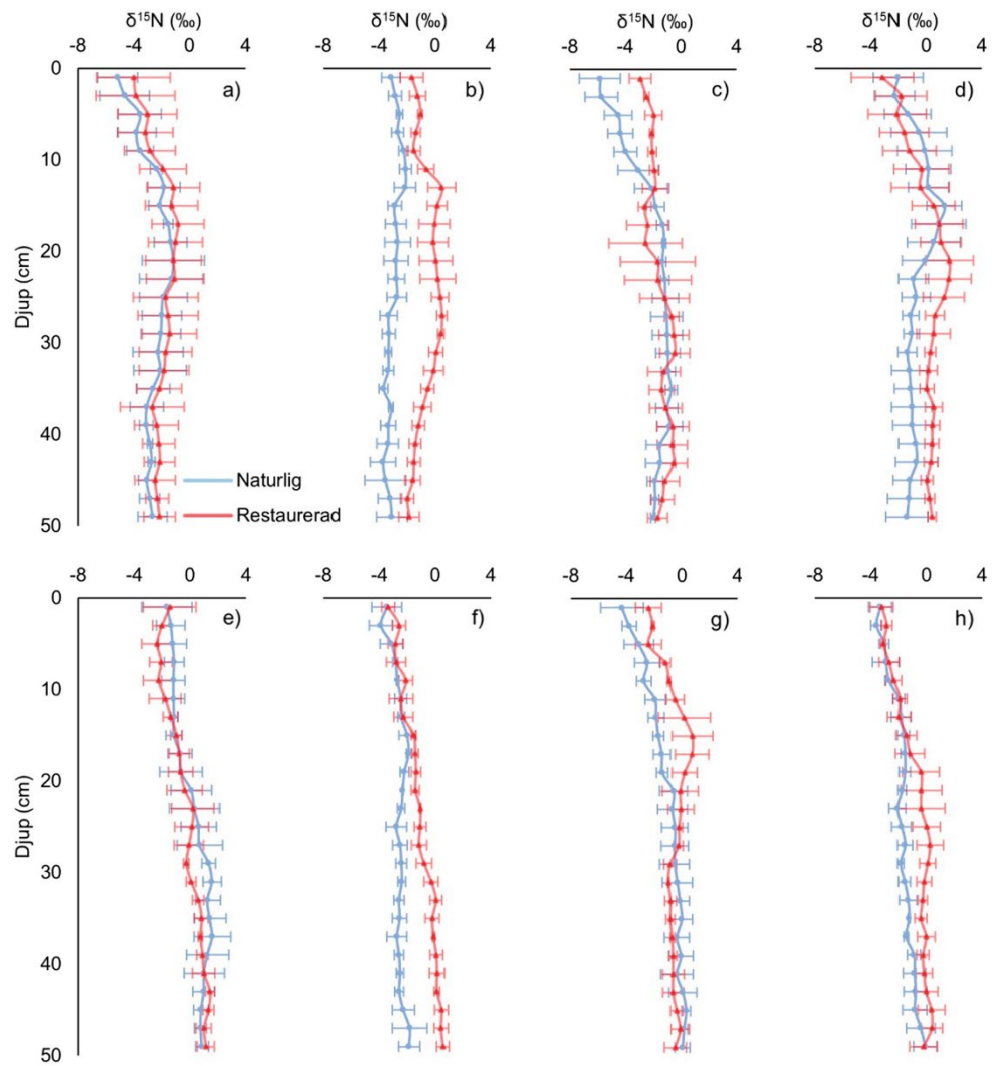 δ¹⁵N (‰) δ¹⁵N (‰) δ¹⁵N (‰) δ¹⁵N (‰)
-8 -4 0 4 -8 -4 0 4 -8 -4 0 4 -8 -4 0 4
0
a) b) c) d)
10
20
Djup (cm)
30
40
Naturlig
Restaurerad
50
-8 -4 0 4 -8 -4 0 4 -8 -4 0 4 -8 -4 0 4
0
e) f) g) h)
10
20
Djup (cm)
30
40
50